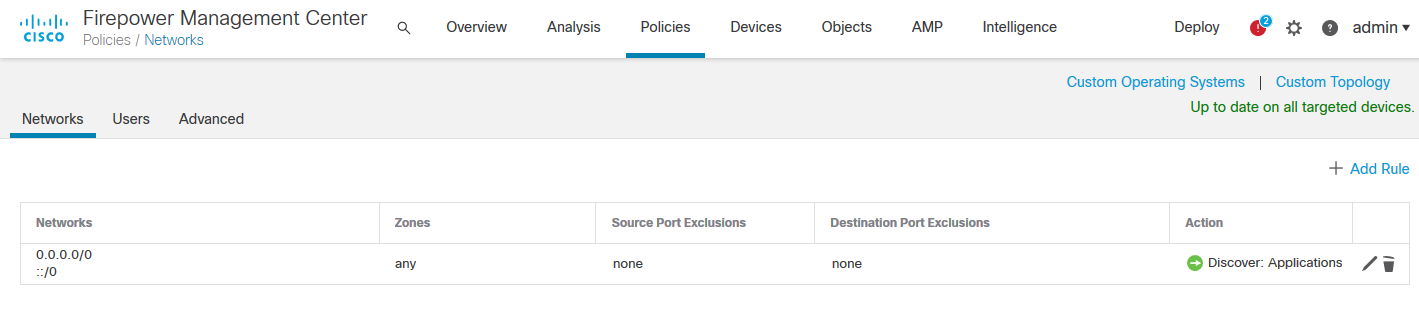 CISCO
Firepower Management Center
Policies / Networks
Overview Analysis Policies Devices Objects AMP Intelligence Deploy 2 admin
Custom Operating Systems | Custom Topology
Up to date on all targeted devices.
Networks Users Advanced
+ Add Rule
Networks Zones Source Port Exclusions Destination Port Exclusions Action
0.0.0.0/0
::/0
any none none Discover: Applications